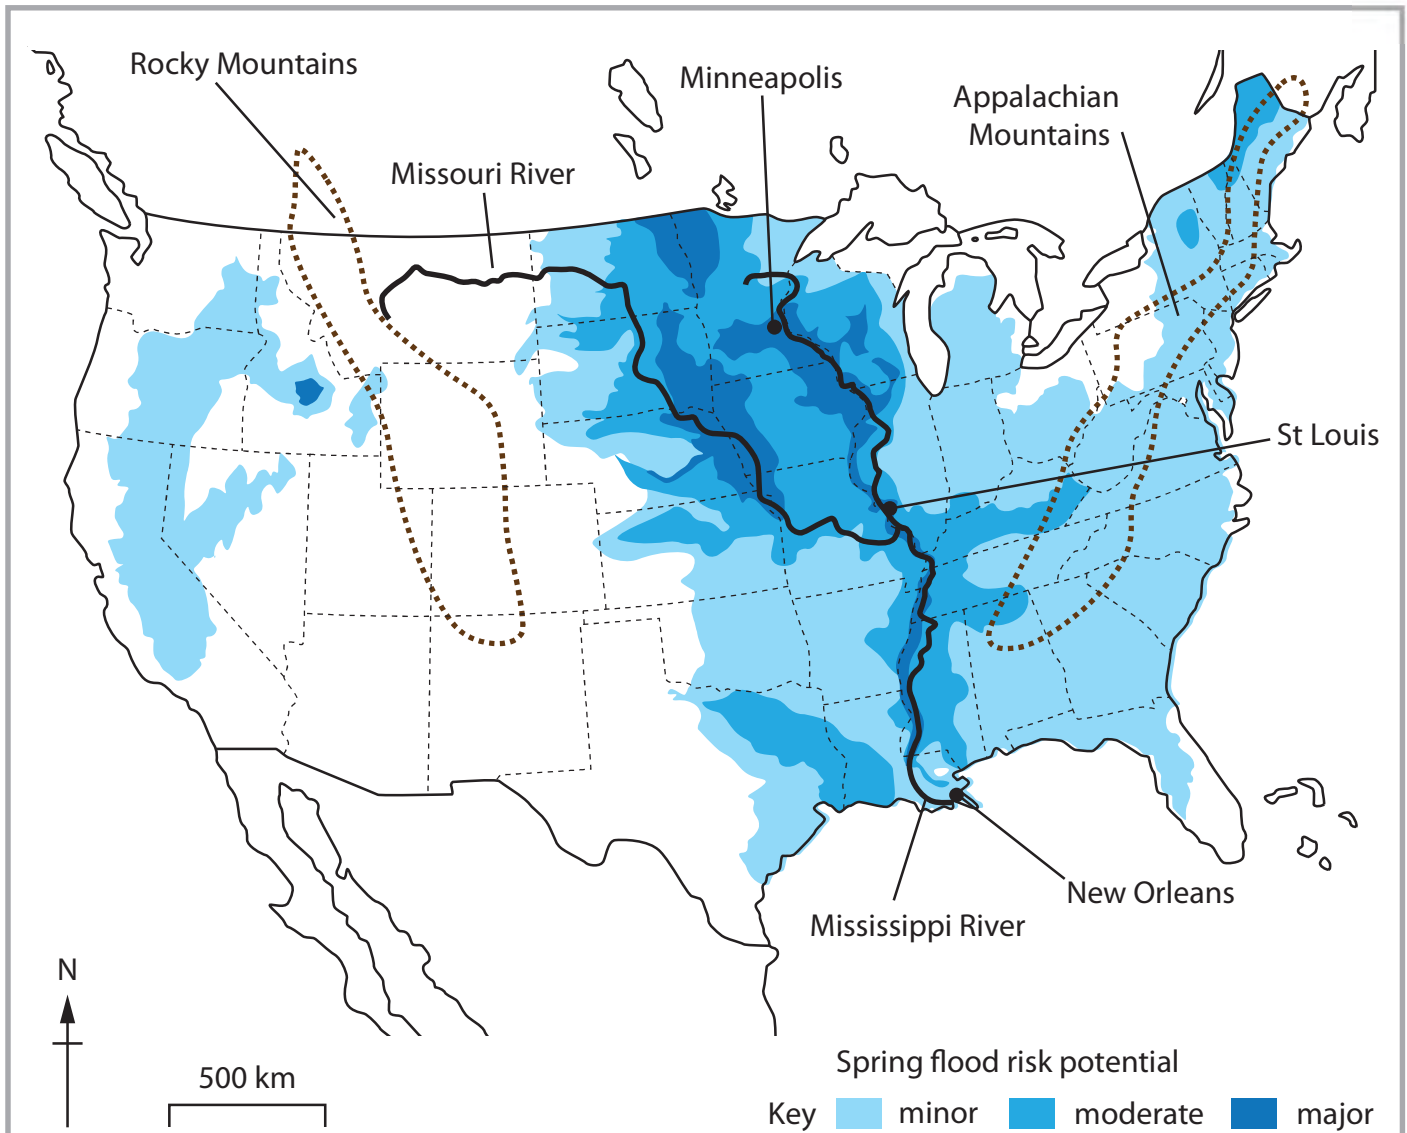 Rocky Mountains
Minneapolis
Appalachian
Mountains
Missouri River
St Louis
New Orleans
Mississippi River
N
500 km
Spring flood risk potential
Key minor moderate major